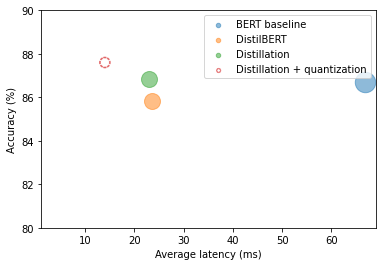 90
88
86
84
82
80
Accuracy (%)
BERT baseline
DistilBERT
Distillation
Distillation + quantization
10 20 30 40 50 60
Average latency (ms)